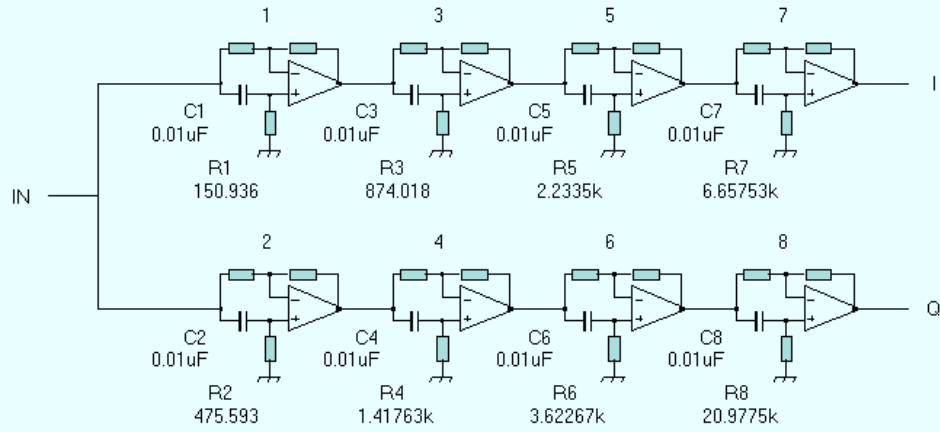 1 3 5 7
C1 C3 C5 C7 I
0.01uF 0.01uF 0.01uF 0.01uF
R1 R3 R5 R7
150.936 874.018 2.2335k 6.65753k
IN
2 4 6 8
C2 C4 C6 C8 Q
0.01uF 0.01uF 0.01uF 0.01uF
R2 R4 R6 R8
475.593 1.41763k 3.62267k 20.9775k